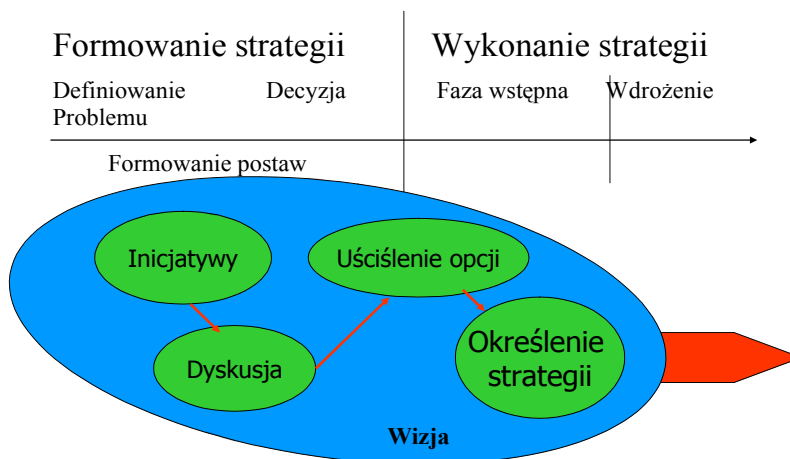 Formowanie strategii
Wykonanie strategii
Definiowanie
Problemu
Decyzja
Faza wstępna
Wdrożenie
Formowanie postaw
Inicjatywy
Uściślenie opcji
Dyskusja
Określenie
strategii
Wizja